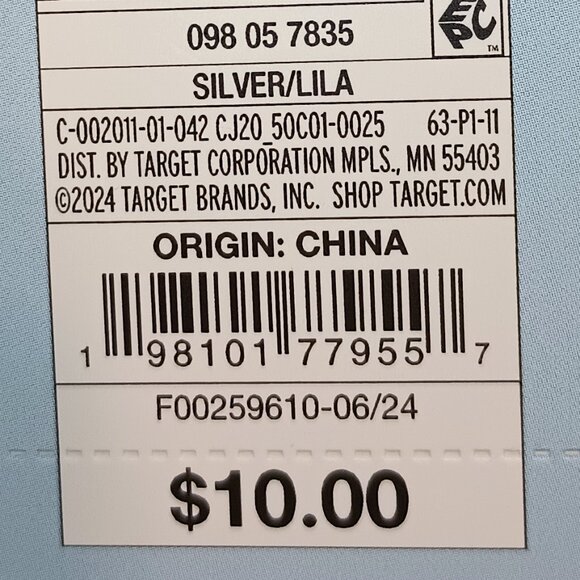 098 05 7835
EPC
TM
SILVER/LILA
C-002011-01-042 CJ20_50C01-0025 63-P1-11
DIST. BY TARGET CORPORATION MPLS., MN 55403
©2024 TARGET BRANDS, INC. SHOP TARGET.COM
ORIGIN: CHINA
1 98101 77955 7
F00259610-06/24
$10.00